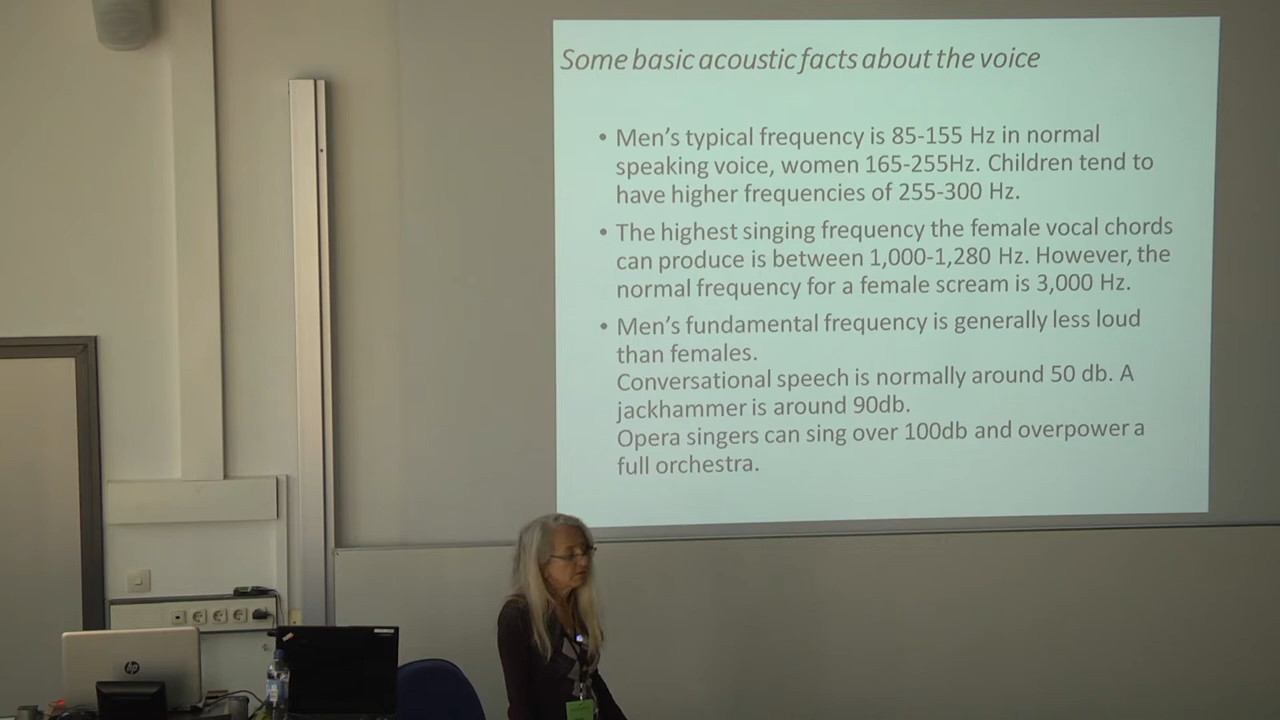 Some basic acoustic facts about the voice
• Men's typical frequency is 85-155 Hz in normal
speaking voice, women 165-255Hz. Children tend to
have higher frequencies of 255-300 Hz.
• The highest singing frequency the female vocal chords
can produce is between 1,000-1,280 Hz. However, the
normal frequency for a female scream is 3,000 Hz.
• Men's fundamental frequency is generally less loud
than females.
Conversational speech is normally around 50 db. A
jackhammer is around 90db.
Opera singers can sing over 100db and overpower a
full orchestra.
hp